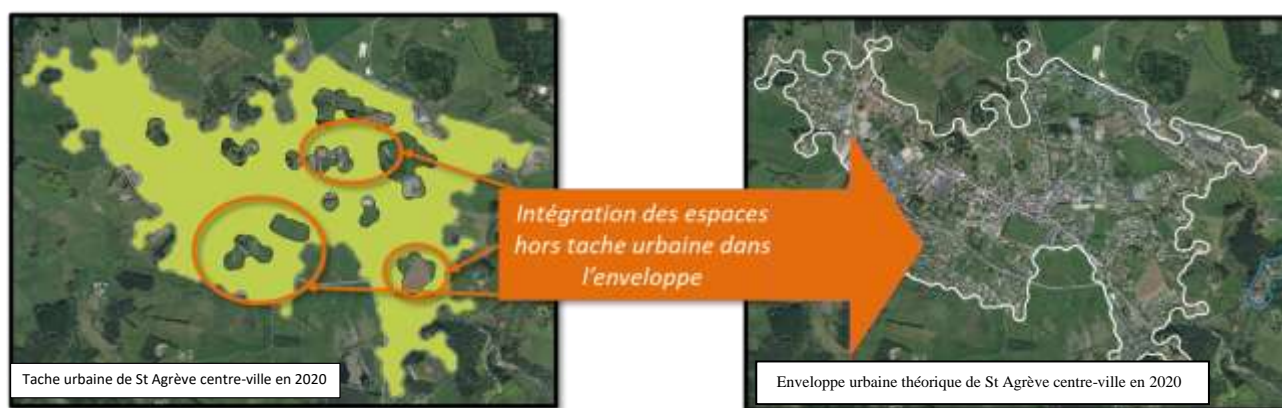 Intégration des espaces
hors tache urbaine dans
l'enveloppe
Tache urbaine de St Agrève centre-ville en 2020
Enveloppe urbaine théorique de St Agrève centre-ville en 2020